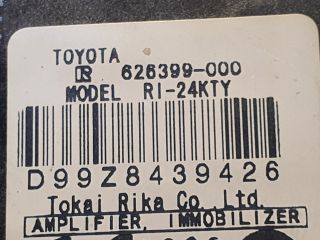 TOYOTA
R 626399-000
MODEL RI-24KTY
D99Z8439426
Tokai Rika Co.,Ltd.
AMPLIFIER, IMMOBILIZER